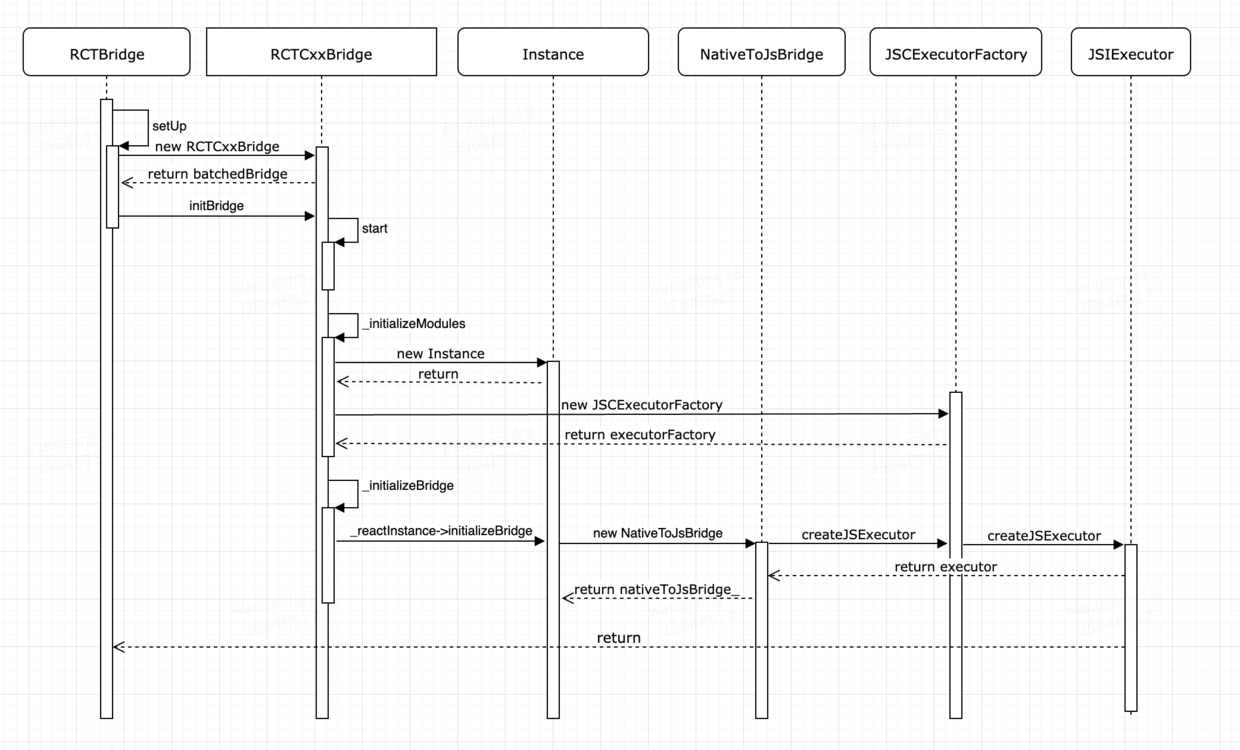 RCTBridge
RCTCxxBridge
Instance
NativeToJsBridge
JSCExecutorFactory
JSIExecutor
setUp
new RCTCxxBridge
return batchedBridge
initBridge
start
_initializeModules
new Instance
return
new JSCExecutorFactory
return executorFactory
_initializeBridge
_reactInstance->initializeBridge
new NativeToJsBridge
createJSExecutor
createJSExecutor
return executor
return nativeToJsBridge_
return